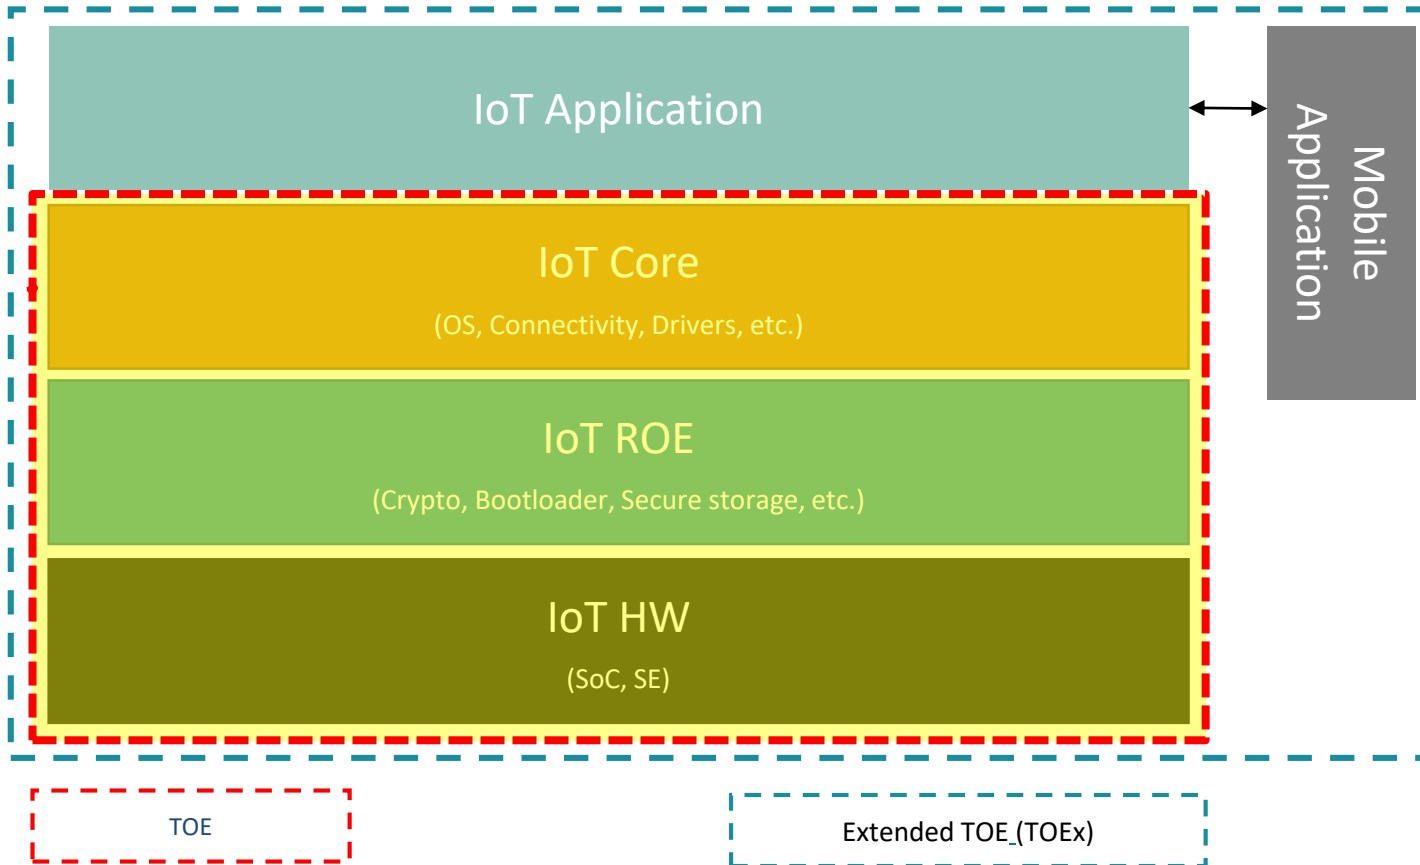 IoT Application
Mobile
Application
IoT Core
(OS, Connectivity, Drivers, etc.)
IoT ROE
(Crypto, Bootloader, Secure storage, etc.)
IoT HW
(SoC, SE)
TOE
Extended TOE (TOEx)